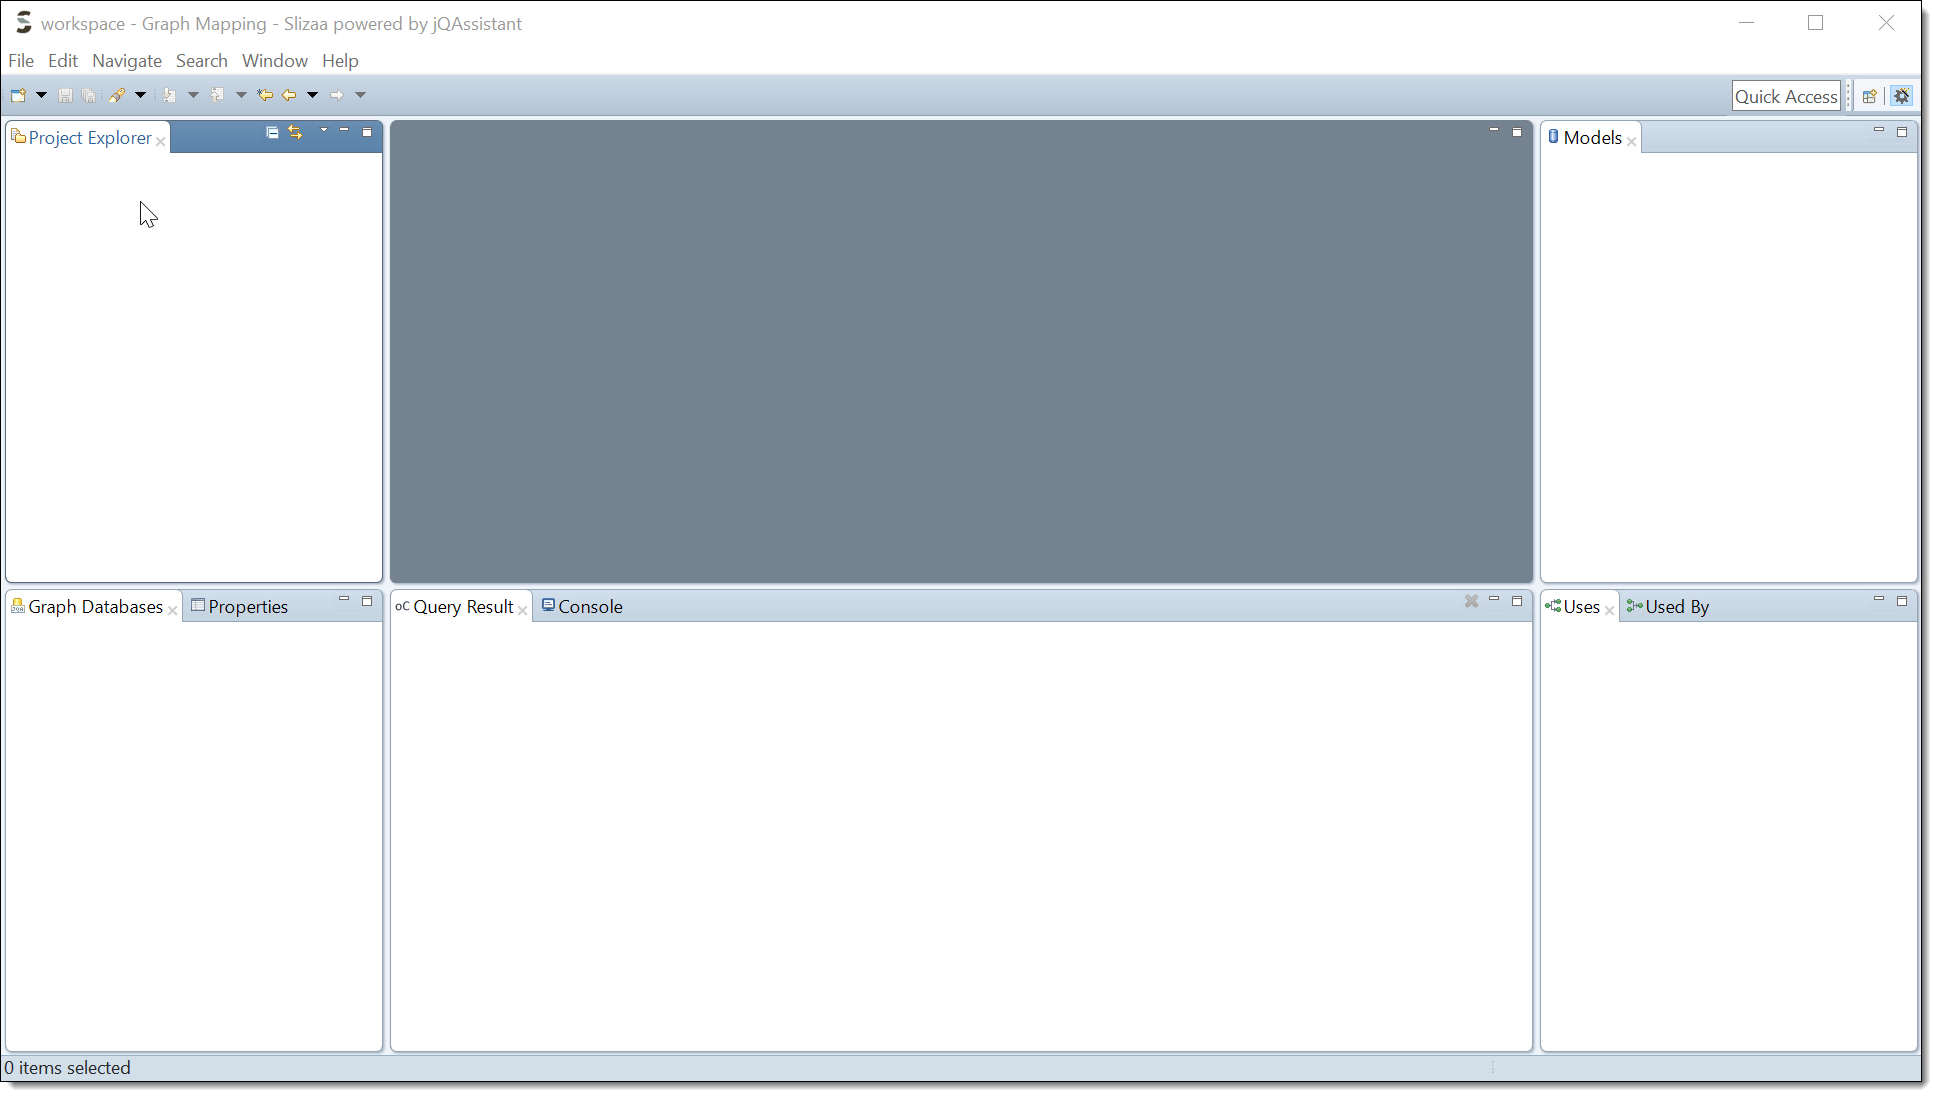 workspace - Graph Mapping - Slizaa powered by jQAssistant
File Edit Navigate Search Window Help
Quick Access
Project Explorer
Models
Graph Databases Properties
oC Query Result Console
Uses Used By
0 items selected